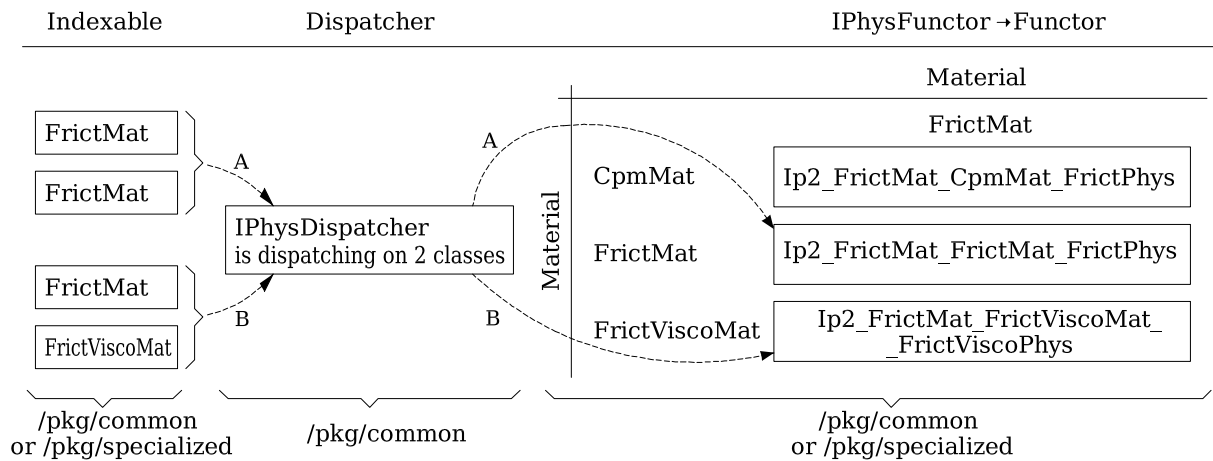 Indexable
Dispatcher
IPhysFunctor →Functor
Material
FrictMat
FrictMat
FrictMat
A
IPhysDispatcher
is dispatching on 2 classes
FrictMat
FrictViscoMat
B
A
B
Material
CpmMat
Ip2_FrictMat_CpmMat_FrictPhys
FrictMat
Ip2_FrictMat_FrictMat_FrictPhys
FrictViscoMat
Ip2_FrictMat_FrictViscoMat_
_FrictViscoPhys
/pkg/common
or /pkg/specialized
/pkg/common
/pkg/common
or /pkg/specialized